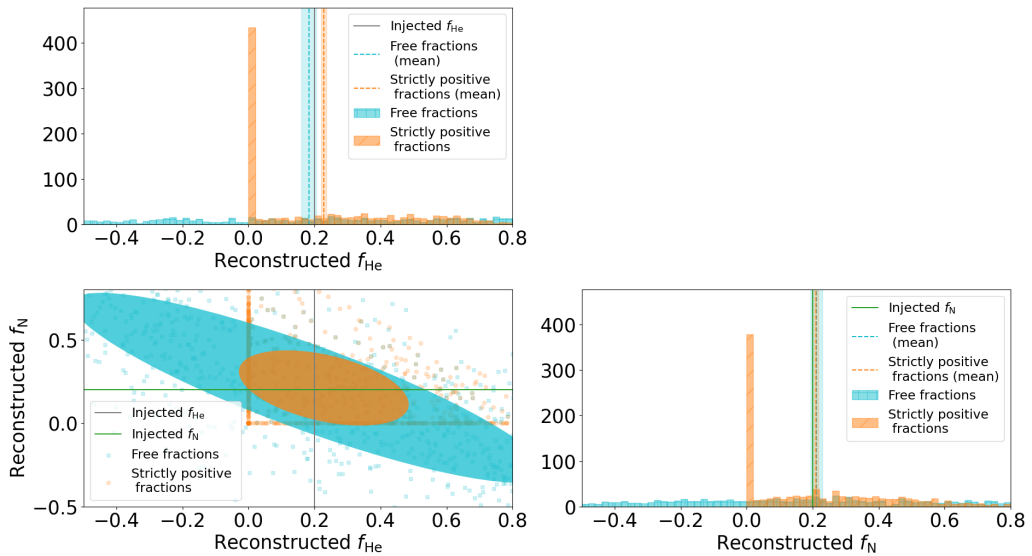 400
300
200
100
0
Injected f_He
Free fractions
(mean)
Strictly positive
fractions (mean)
Free fractions
Strictly positive
fractions
−0.4 −0.2 0.0 0.2 0.4 0.6 0.8
Reconstructed f_He
Reconstructed f_N
0.5
0.0
−0.5
Injected f_He
Injected f_N
Free fractions
Strictly positive
fractions
−0.4 −0.2 0.0 0.2 0.4 0.6 0.8
Reconstructed f_He
400
300
200
100
0
Injected f_N
Free fractions
(mean)
Strictly positive
fractions (mean)
Free fractions
Strictly positive
fractions
−0.4 −0.2 0.0 0.2 0.4 0.6 0.8
Reconstructed f_N